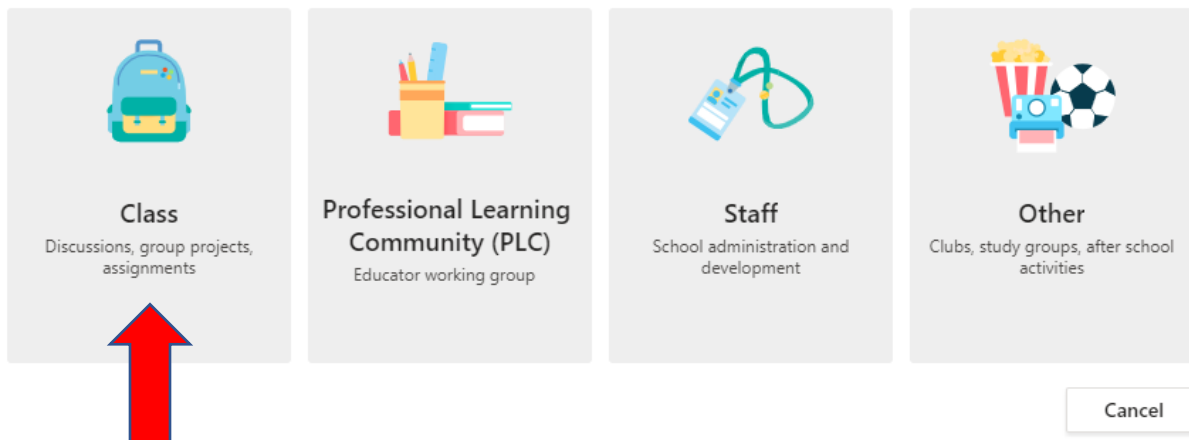 Class
Discussions, group projects,
assignments
Professional Learning
Community (PLC)
Educator working group
Staff
School administration and
development
Other
Clubs, study groups, after school
activities
Cancel